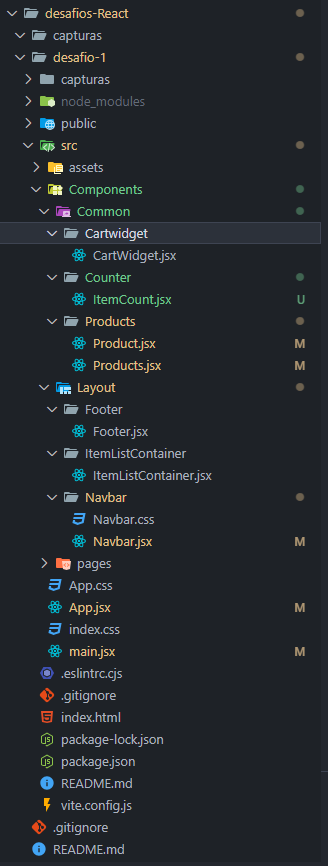 desafios-React
capturas
desafio-1
capturas
node_modules
public
src
assets
Components
Common
Cartwidget
CartWidget.jsx
Counter
ItemCount.jsx U
Products
Product.jsx M
Products.jsx M
Layout
Footer
Footer.jsx
ItemListContainer
ItemListContainer.jsx
Navbar
Navbar.css
Navbar.jsx M
pages
App.css
App.jsx M
index.css
main.jsx M
.eslintrc.cjs
.gitignore
index.html
package-lock.json
package.json
README.md
vite.config.js
.gitignore
README.md